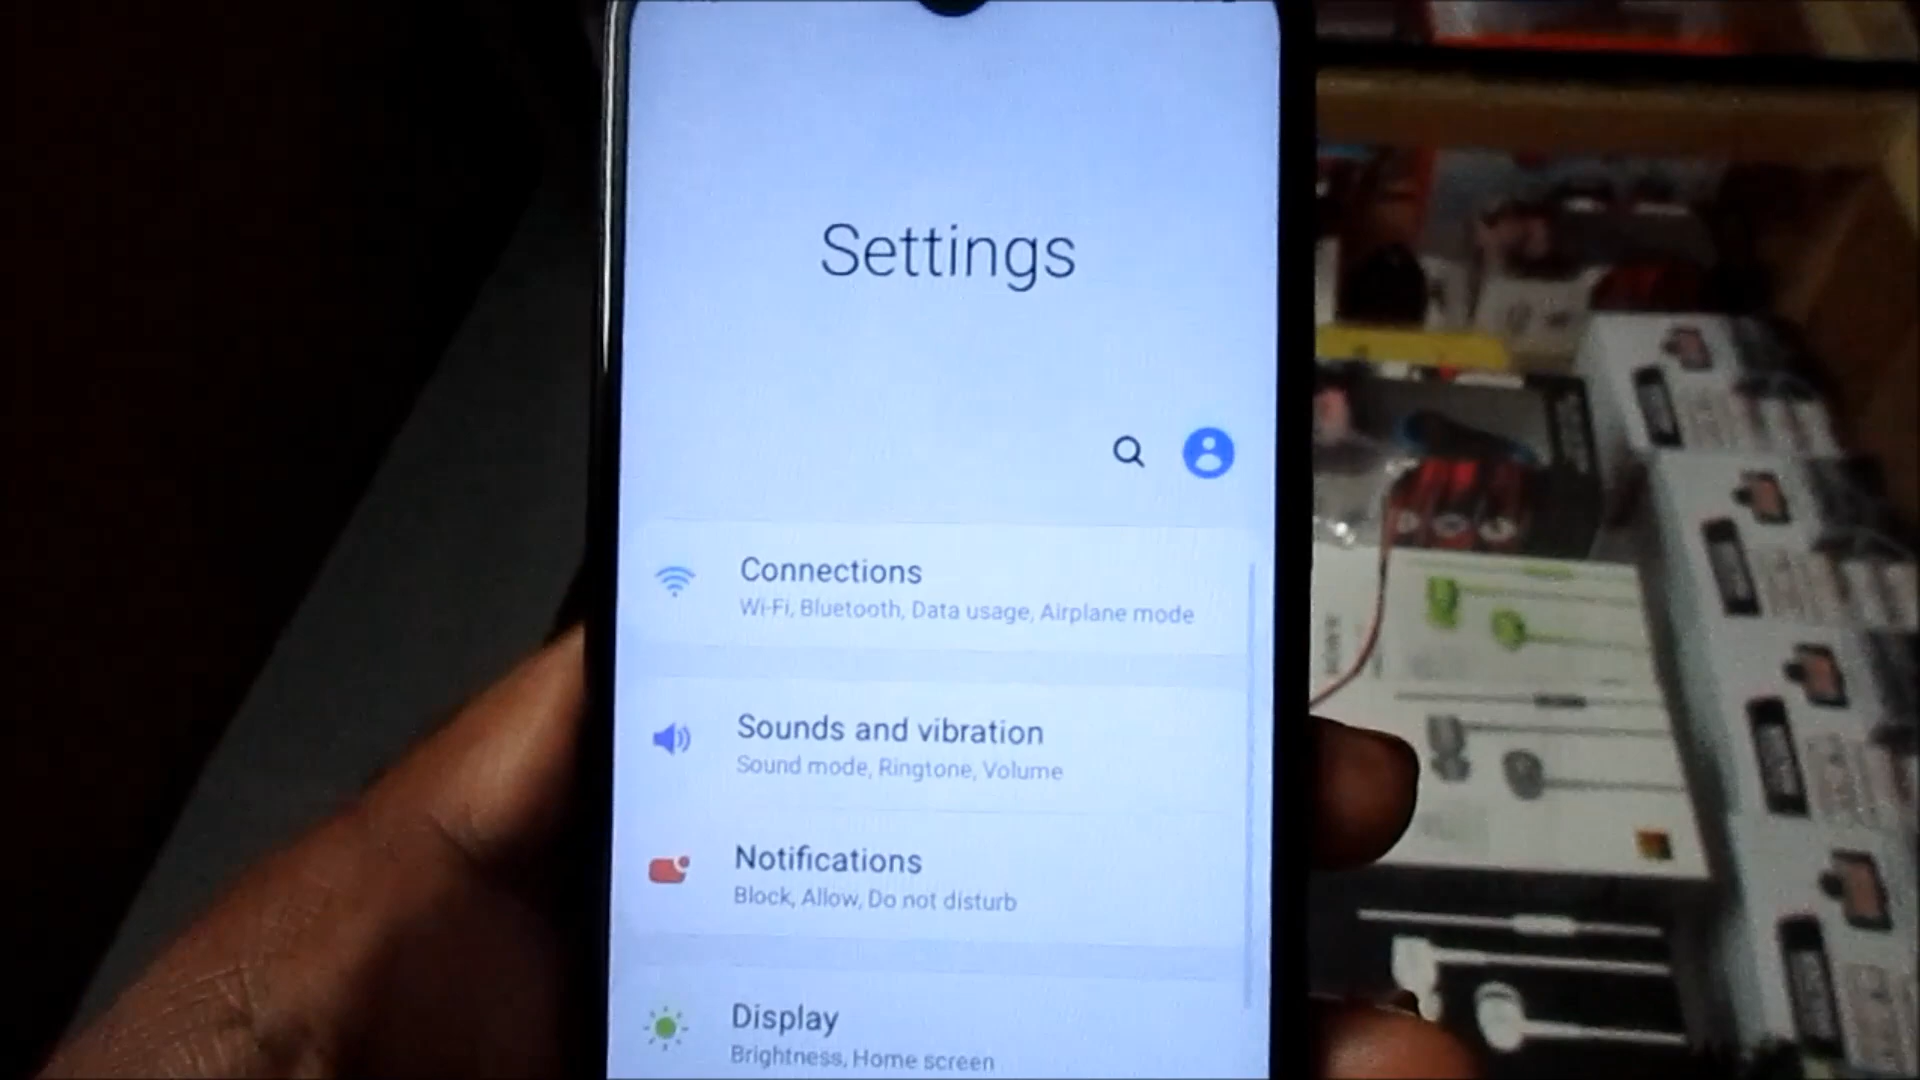 Settings
Connections
Wi-Fi, Bluetooth, Data usage, Airplane mode
Sounds and vibration
Sound mode, Ringtone, Volume
Notifications
Block, Allow, Do not disturb
Display
Brightness, Home screen